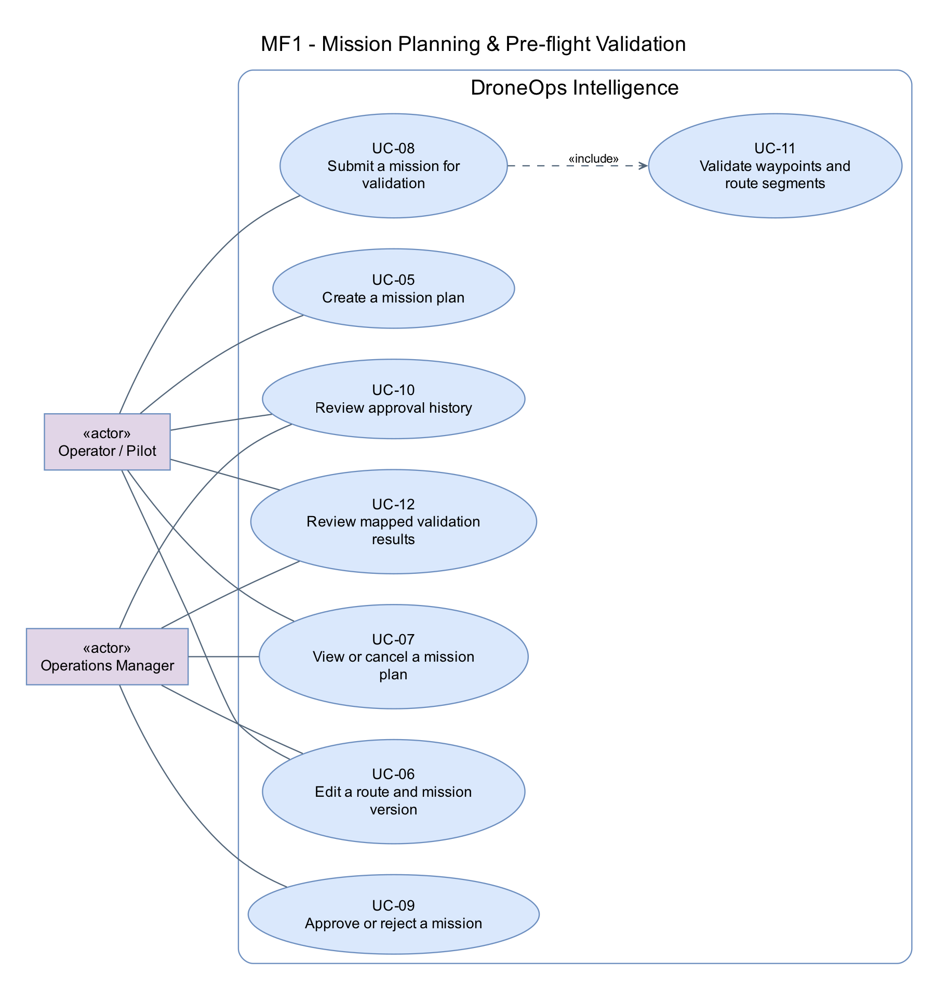 MF1 - Mission Planning & Pre-flight Validation
DroneOps Intelligence
UC-08
Submit a mission for
validation
«include»
UC-11
Validate waypoints and
route segments
UC-05
Create a mission plan
UC-10
Review approval history
«actor»
Operator / Pilot
UC-12
Review mapped validation
results
UC-07
View or cancel a mission
plan
«actor»
Operations Manager
UC-06
Edit a route and mission
version
UC-09
Approve or reject a mission